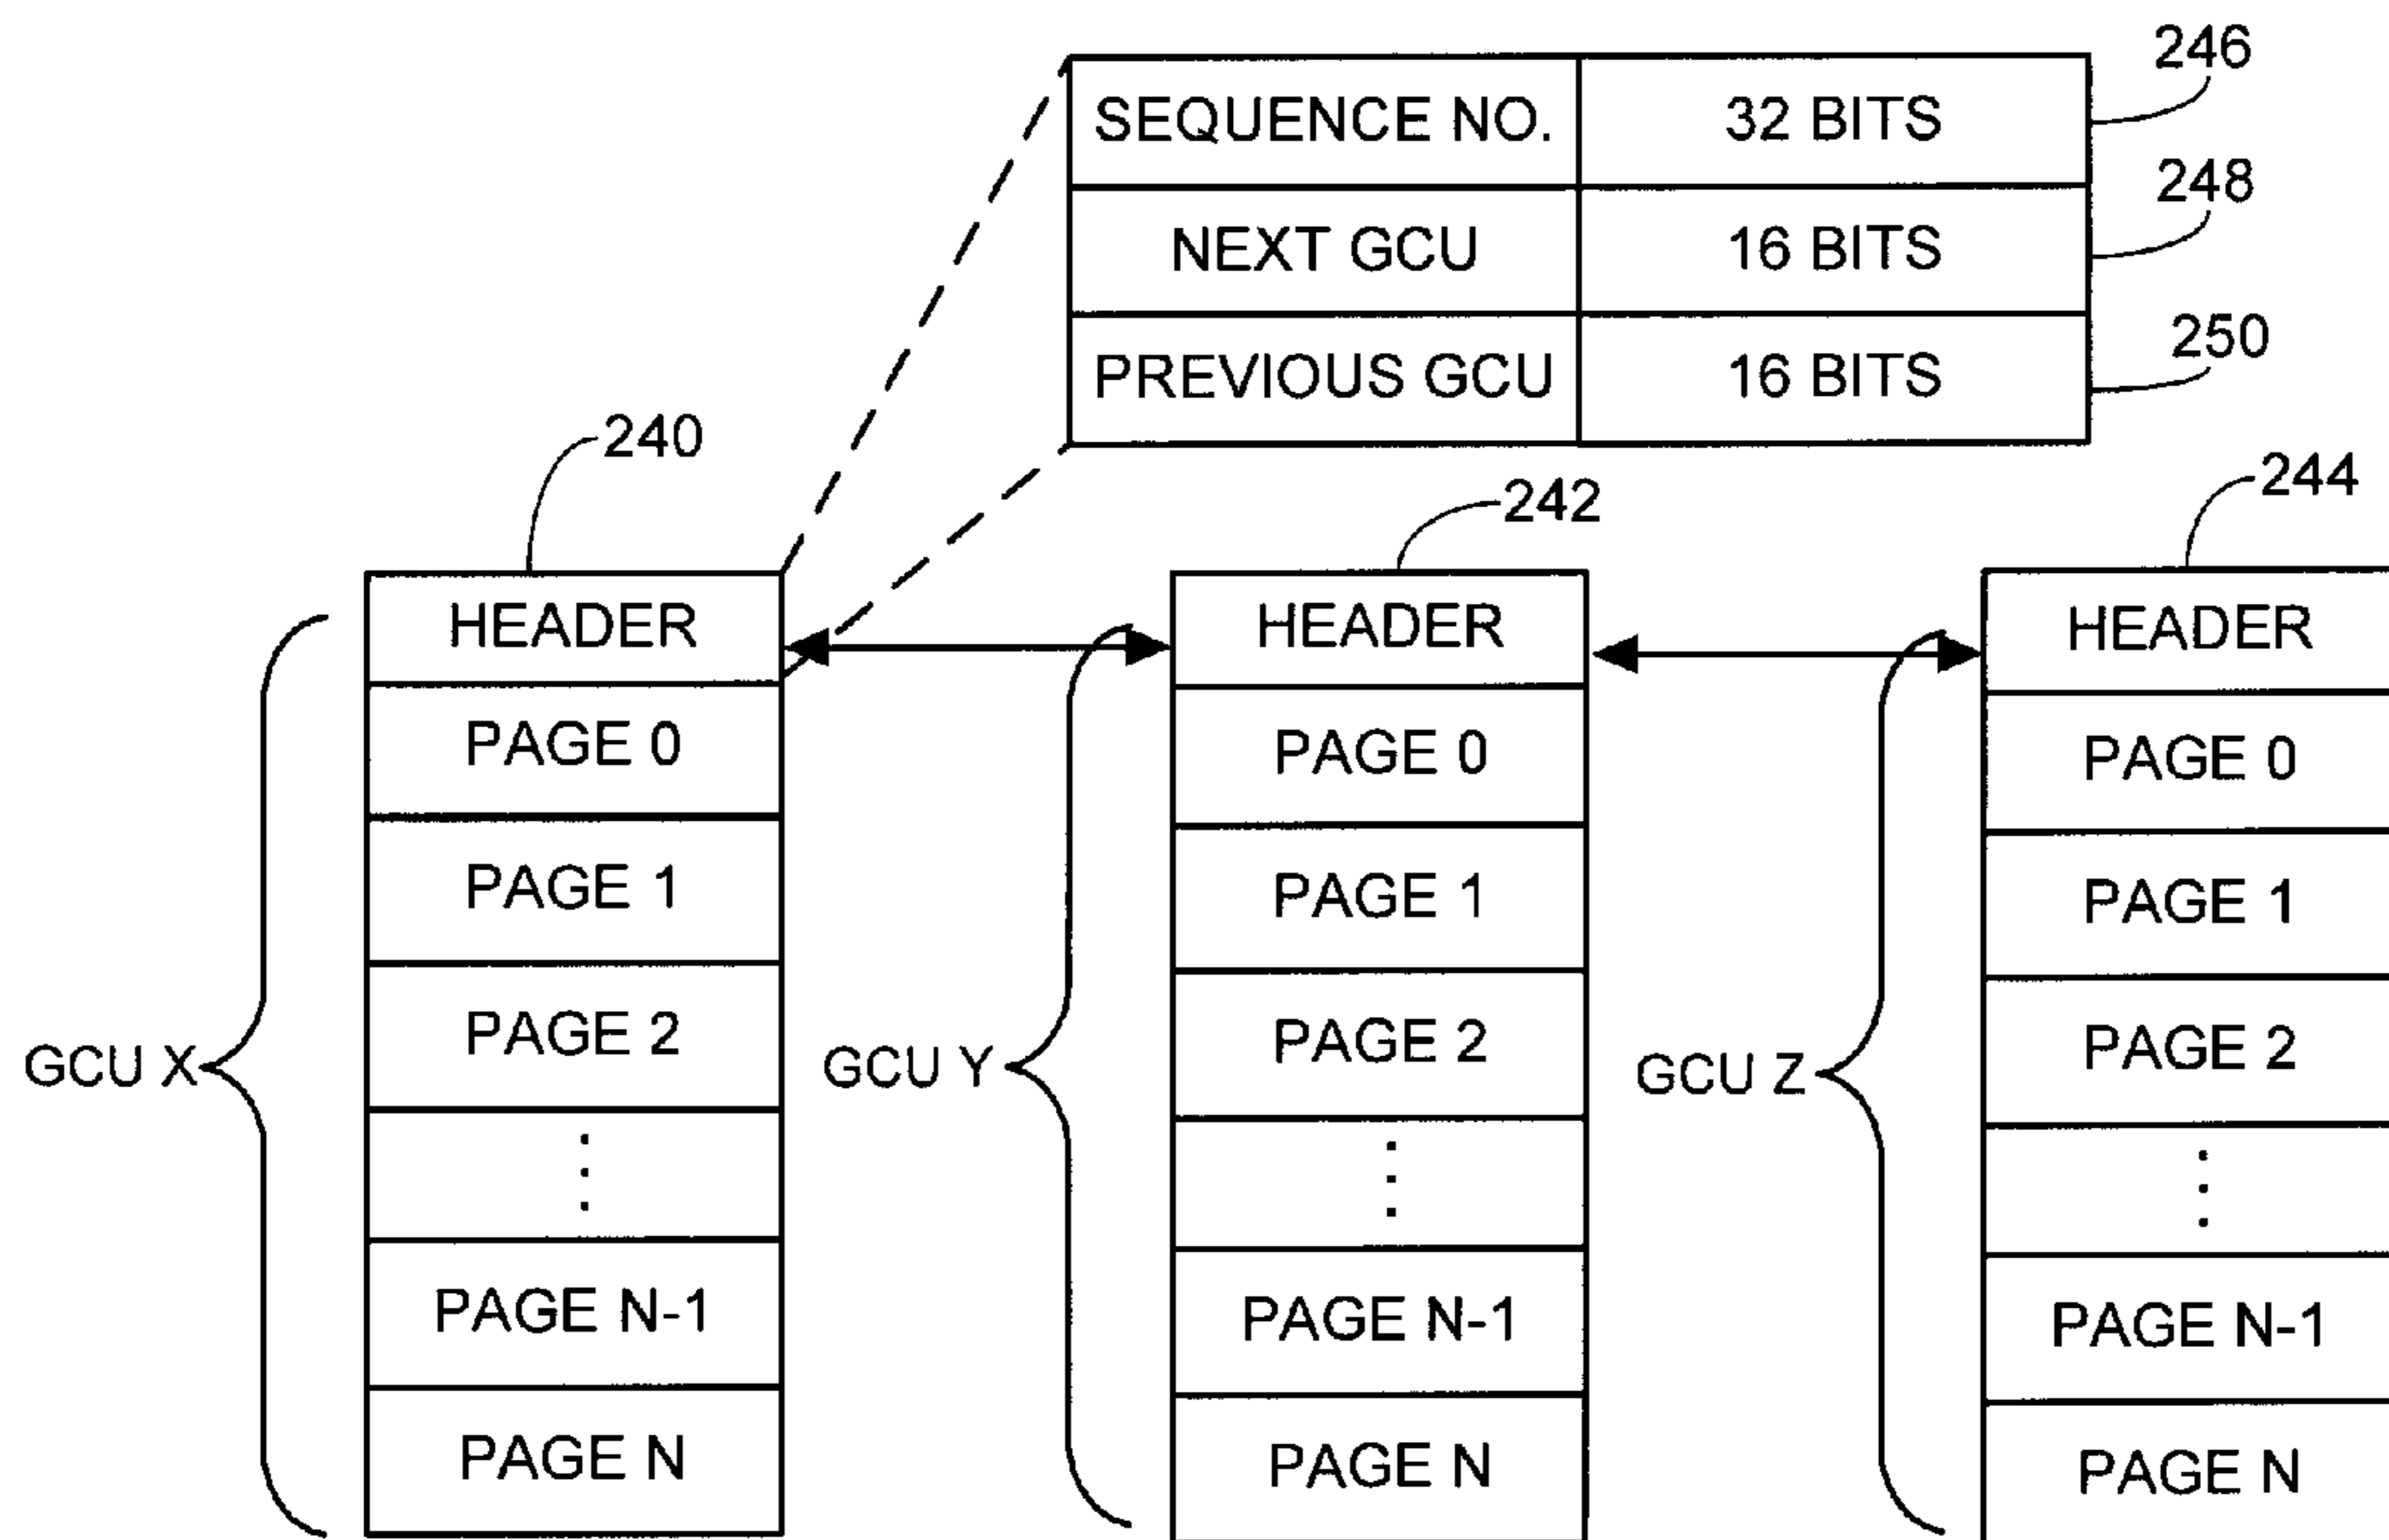 246
SEQUENCE NO. 32 BITS
248
NEXT GCU 16 BITS
250
PREVIOUS GCU 16 BITS
240
242
244
HEADER
PAGE 0
PAGE 1
PAGE 2
GCU X
⋮
PAGE N-1
PAGE N
HEADER
PAGE 0
PAGE 1
PAGE 2
GCU Y
⋮
PAGE N-1
PAGE N
HEADER
PAGE 0
PAGE 1
PAGE 2
GCU Z
⋮
PAGE N-1
PAGE N